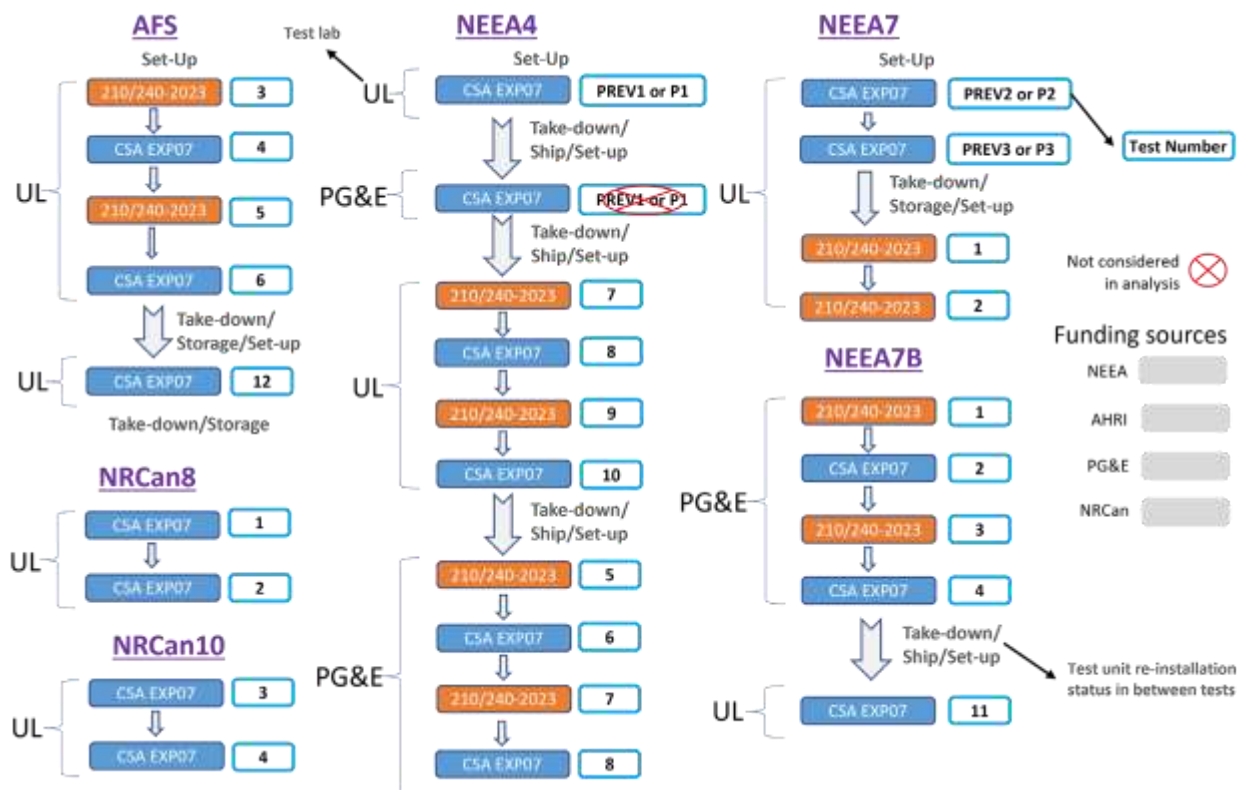 AFS
Set-Up
UL
210/240-2023
3
CSA EXP07
4
210/240-2023
5
CSA EXP07
6
Take-down/
Storage/Set-up
UL
CSA EXP07
12
Take-down/Storage
NRCan8
UL
CSA EXP07
1
CSA EXP07
2
NRCan10
UL
CSA EXP07
3
CSA EXP07
4
Test lab
NEEA4
Set-Up
UL
CSA EXP07
PREV1 or P1
Take-down/
Ship/Set-up
PG&E
CSA EXP07
PREV1 or P1
Take-down/
Ship/Set-up
UL
210/240-2023
7
CSA EXP07
8
210/240-2023
9
CSA EXP07
10
Take-down/
Ship/Set-up
PG&E
210/240-2023
5
CSA EXP07
6
210/240-2023
7
CSA EXP07
8
NEEA7
Set-Up
UL
CSA EXP07
PREV2 or P2
CSA EXP07
PREV3 or P3
Test Number
Take-down/
Storage/Set-up
210/240-2023
1
210/240-2023
2
NEEA7B
PG&E
210/240-2023
1
CSA EXP07
2
210/240-2023
3
CSA EXP07
4
Take-down/
Ship/Set-up
Test unit re-installation
status in between tests
UL
CSA EXP07
11
Not considered
in analysis
Funding sources
NEEA
AHRI
PG&E
NRCan